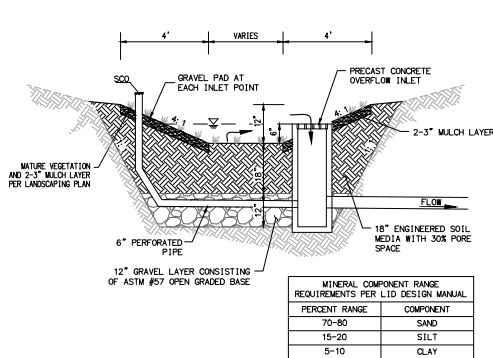 4'
VARIES
4'
SCO
GRAVEL PAD AT
EACH INLET POINT
PRECAST CONCRETE
OVERFLOW INLET
4:1
12"
6"
4:1
2-3" MULCH LAYER
MATURE VEGETATION
AND 2-3" MULCH LAYER
PER LANDSCAPING PLAN
18"
12"
FLOW
6" PERFORATED
PIPE
18" ENGINEERED SOIL
MEDIA WITH 30% PORE
SPACE
12" GRAVEL LAYER CONSISTING
OF ASTM #57 OPEN GRADED BASE
MINERAL COMPONENT RANGE
REQUIREMENTS PER LID DESIGN MANUAL
PERCENT RANGE COMPONENT
70-80 SAND
15-20 SILT
5-10 CLAY